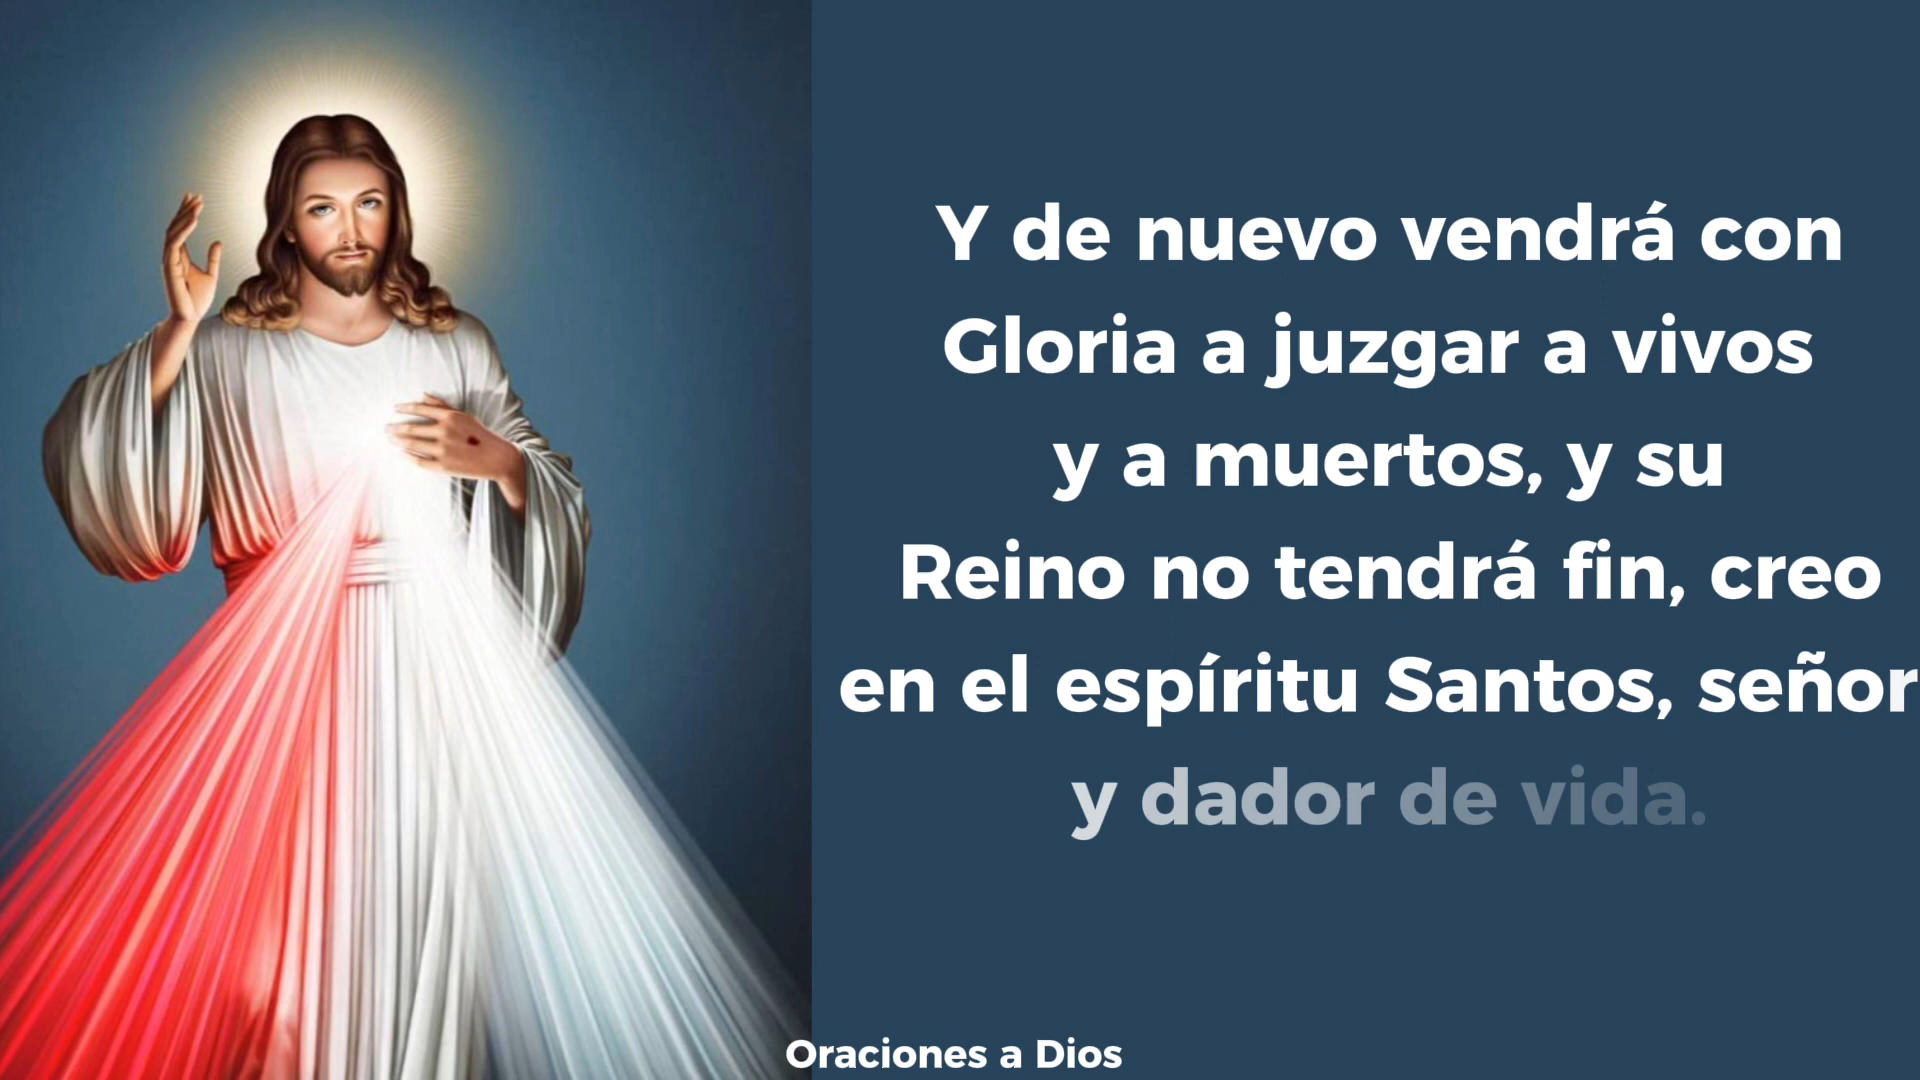 Y de nuevo vendrá con
Gloria a juzgar a vivos
y a muertos, y su
Reino no tendrá fin, creo
en el espíritu Santos, señor
y dador de vida.
Oraciones a Dios